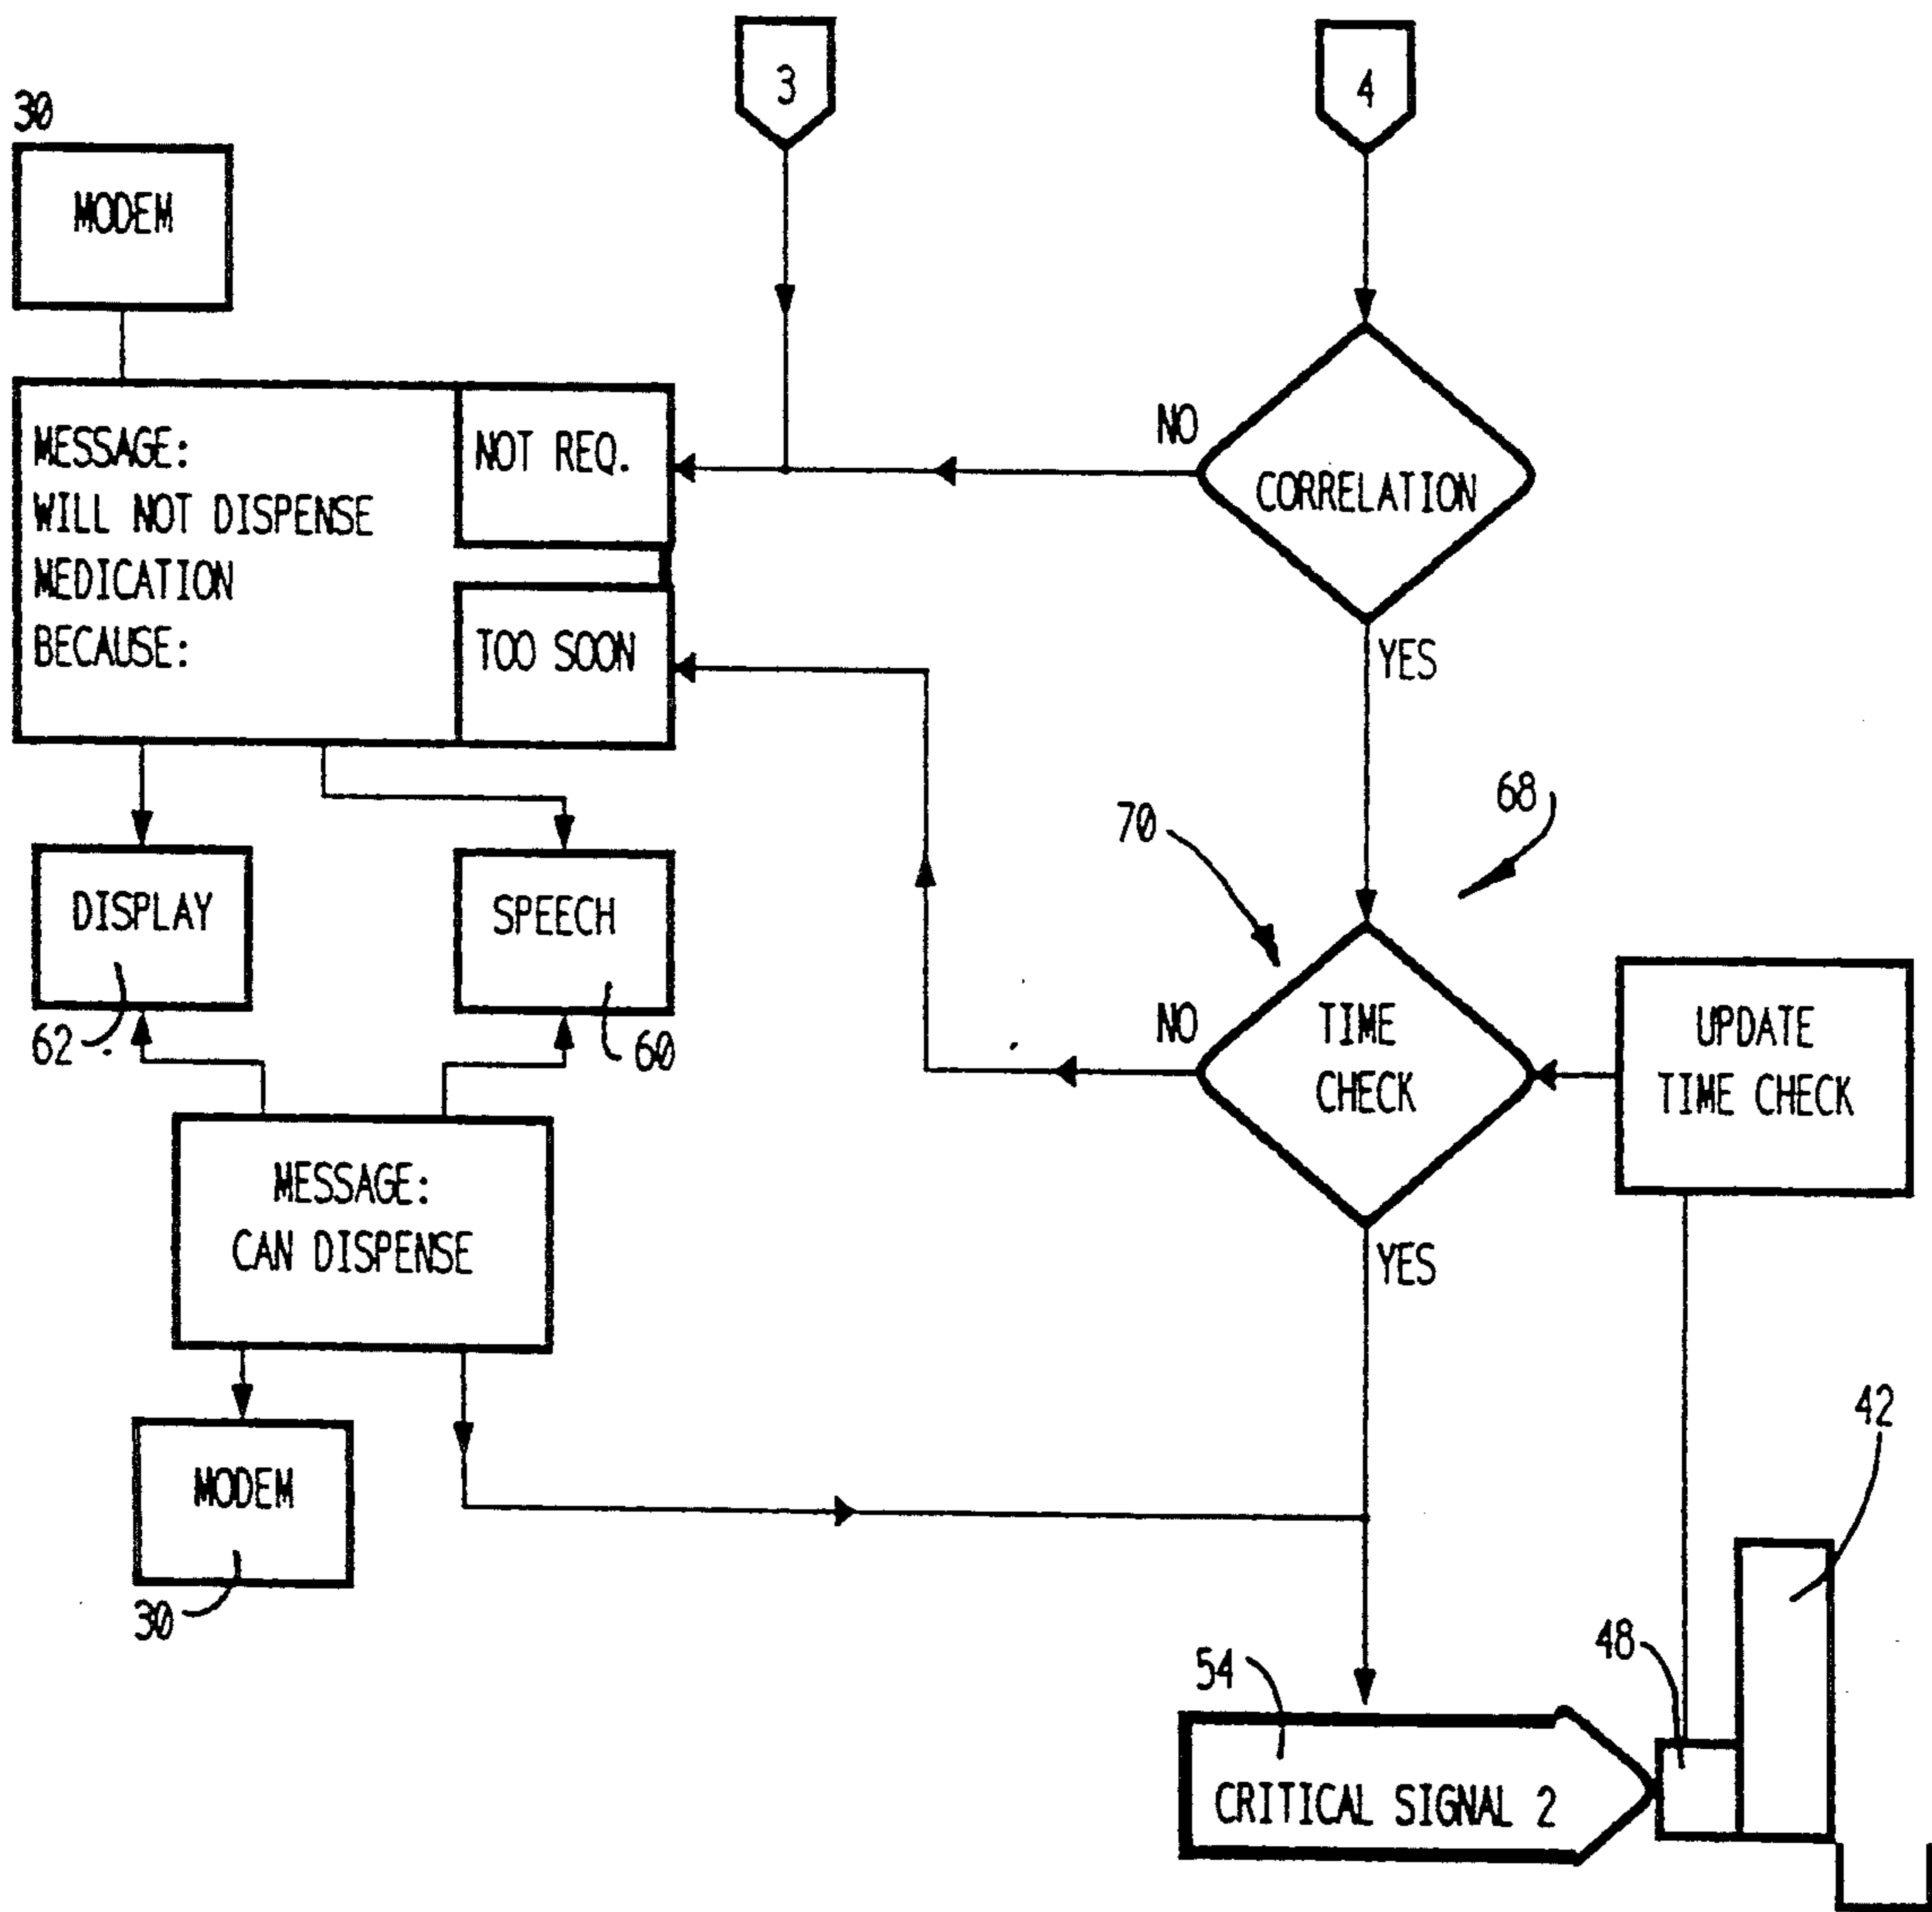 3
4
30
MODEM
MESSAGE:
WILL NOT DISPENSE
MEDICATION
BECAUSE:
NOT REQ.
TOO SOON
NO
CORRELATION
YES
68
70
DISPLAY
SPEECH
62
60
NO
TIME
CHECK
UPDATE
TIME CHECK
YES
MESSAGE:
CAN DISPENSE
MODEM
30
42
48
54
CRITICAL SIGNAL 2